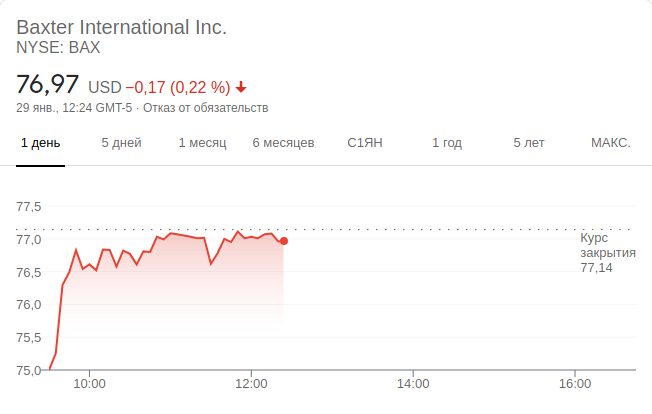 Baxter International Inc.
NYSE: BAX
76,97 USD −0,17 (0,22 %)
29 янв., 12:24 GMT-5 · Отказ от обязательств
1 день 5 дней 1 месяц 6 месяцев С1ЯН 1 год 5 лет МАКС.
77,5
77,0
76,5
76,0
75,5
75,0
Курс
закрытия
77,14
10:00 12:00 14:00 16:00